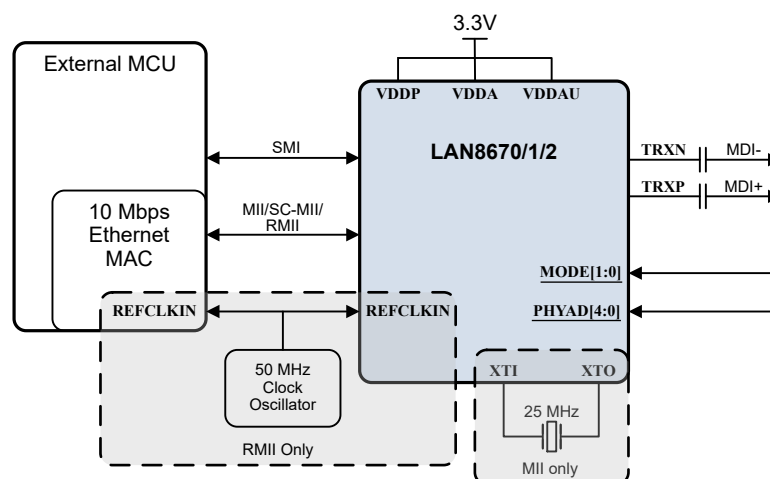 3.3V
External MCU
VDDP VDDA VDDAU
LAN8670/1/2
SMI
TRXN MDI-
TRXP MDI+
10 Mbps
Ethernet
MAC
MII/SC-MII/
RMII
MODE[1:0]
REFCLKIN REFCLKIN PHYAD[4:0]
50 MHz
Clock
Oscillator
XTI XTO
25 MHz
RMII Only
MII only